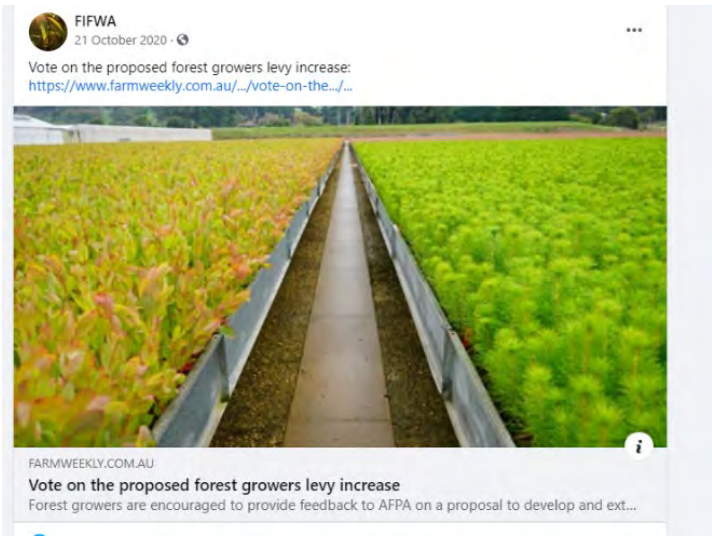 FIFWA
21 October 2020 ·
Vote on the proposed forest growers levy increase:
https://www.farmweekly.com.au/.../vote-on-the.../...
i
FARMWEEKLY.COM.AU
Vote on the proposed forest growers levy increase
Forest growers are encouraged to provide feedback to AFPA on a proposal to develop and ext...